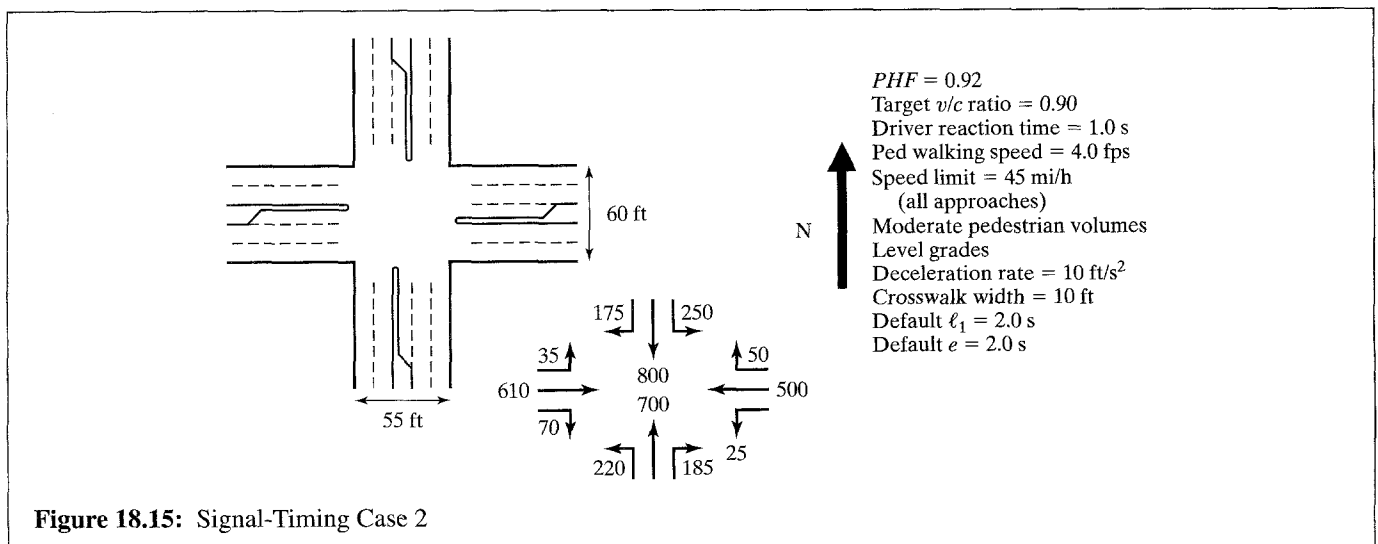 PHF = 0.92
Target v/c ratio = 0.90
Driver reaction time = 1.0 s
Ped walking speed = 4.0 fps
Speed limit = 45 mi/h
(all approaches)
Moderate pedestrian volumes
Level grades
Deceleration rate = 10 ft/s²
Crosswalk width = 10 ft
Default ℓ₁ = 2.0 s
Default e = 2.0 s
60 ft
N
55 ft
175 250
35 50
800
610 500
700
70 25
220 185
Figure 18.15: Signal-Timing Case 2